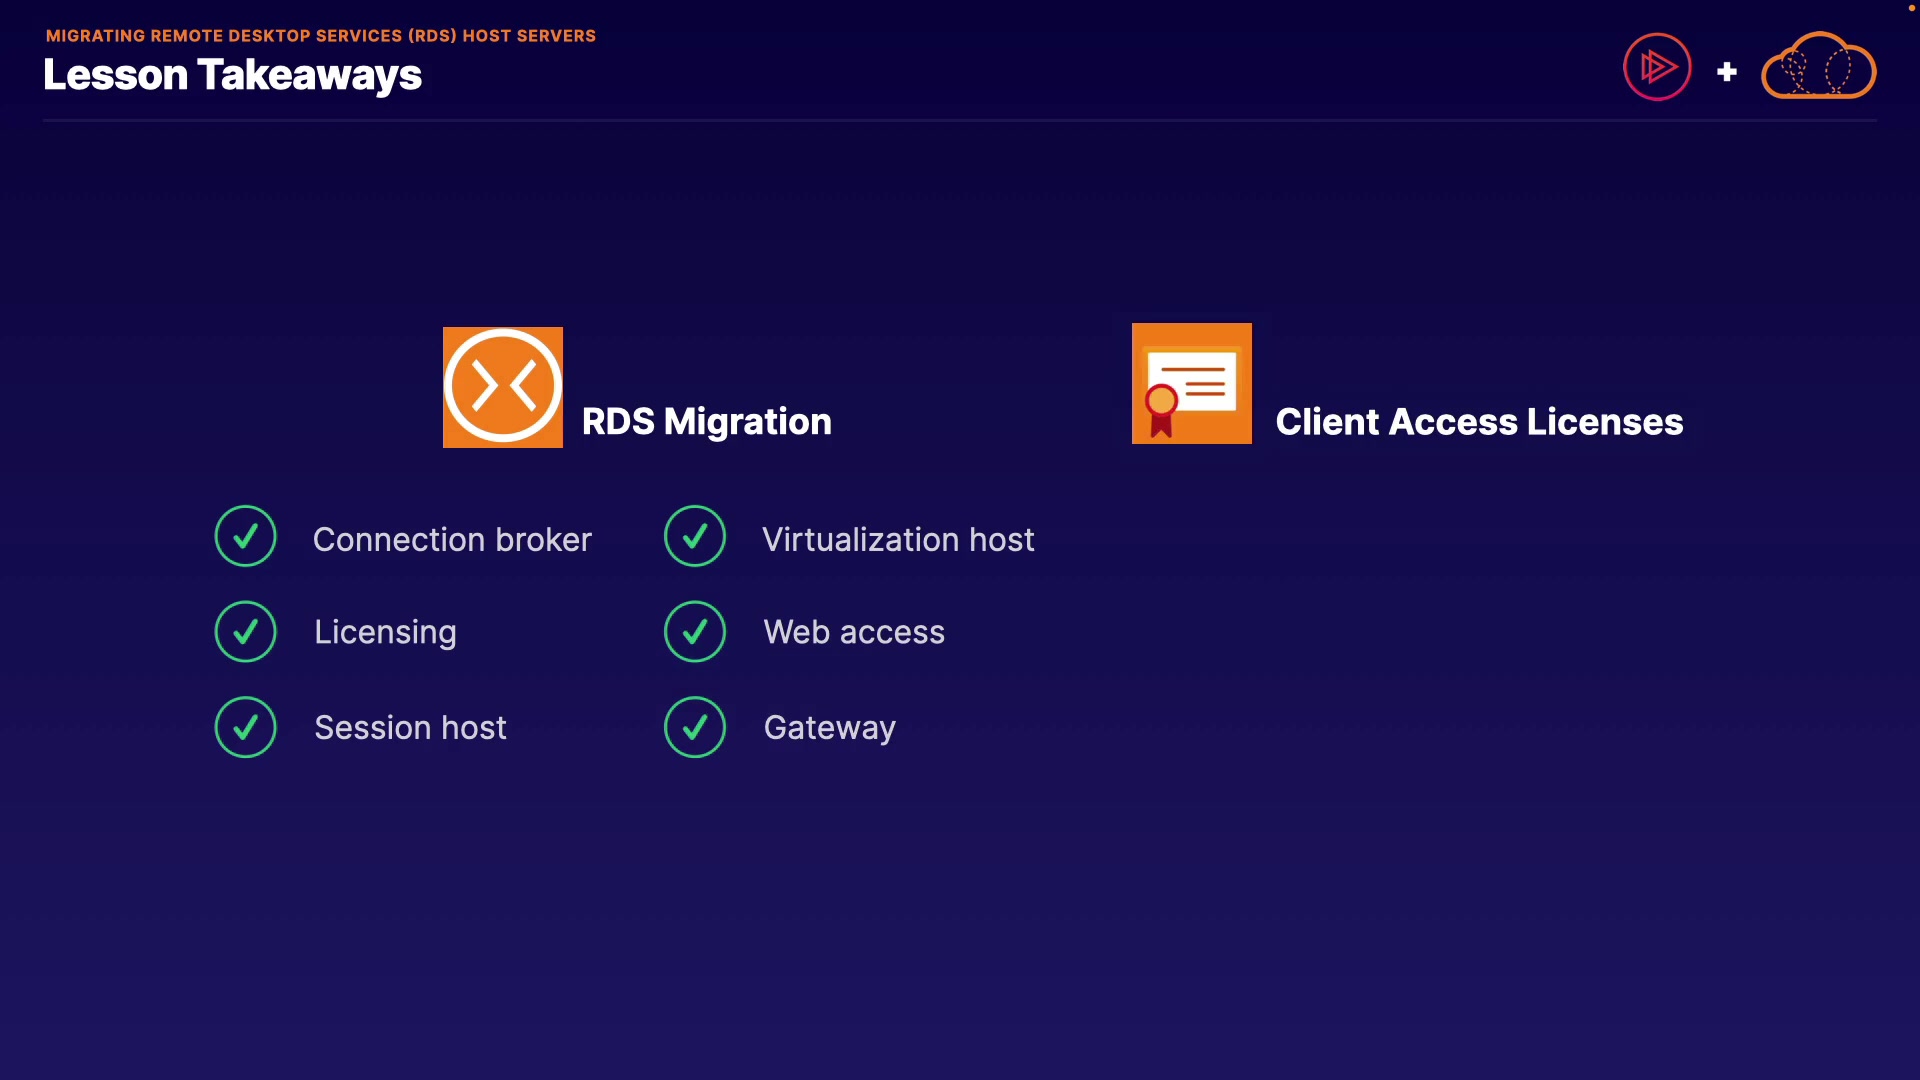 MIGRATING REMOTE DESKTOP SERVICES (RDS) HOST SERVERS
Lesson Takeaways
RDS Migration
Connection broker
Virtualization host
Licensing
Web access
Session host
Gateway
Client Access Licenses